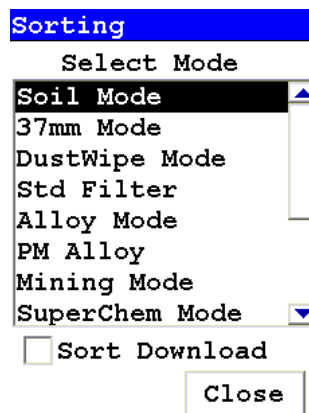 Sorting
Select Mode
Soil Mode
37mm Mode
DustWipe Mode
Std Filter
Alloy Mode
PM Alloy
Mining Mode
SuperChem Mode
Sort Download
Close